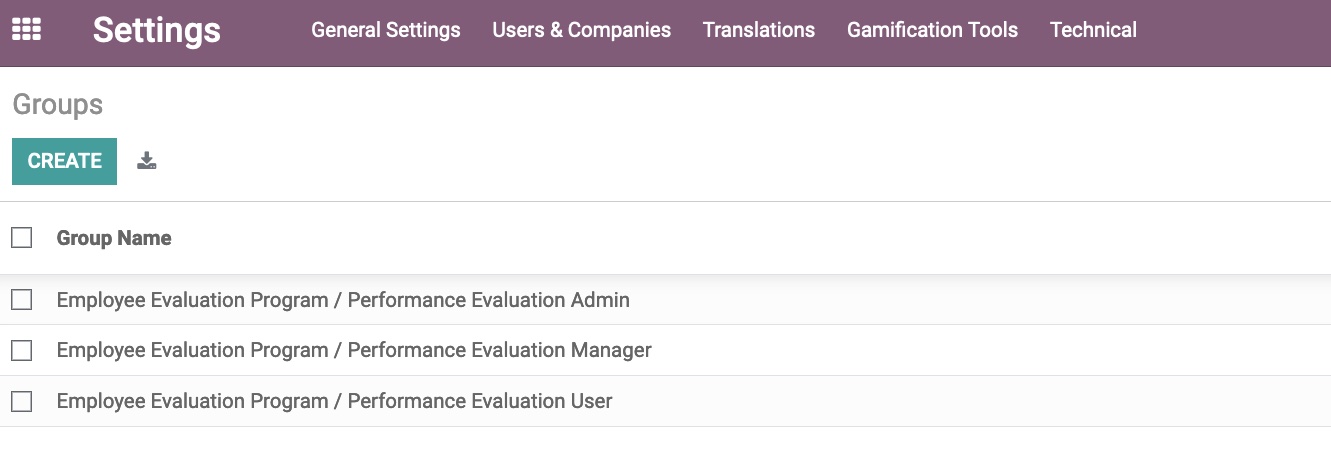 Settings General Settings Users & Companies Translations Gamification Tools Technical
Groups
CREATE
Group Name
Employee Evaluation Program / Performance Evaluation Admin
Employee Evaluation Program / Performance Evaluation Manager
Employee Evaluation Program / Performance Evaluation User